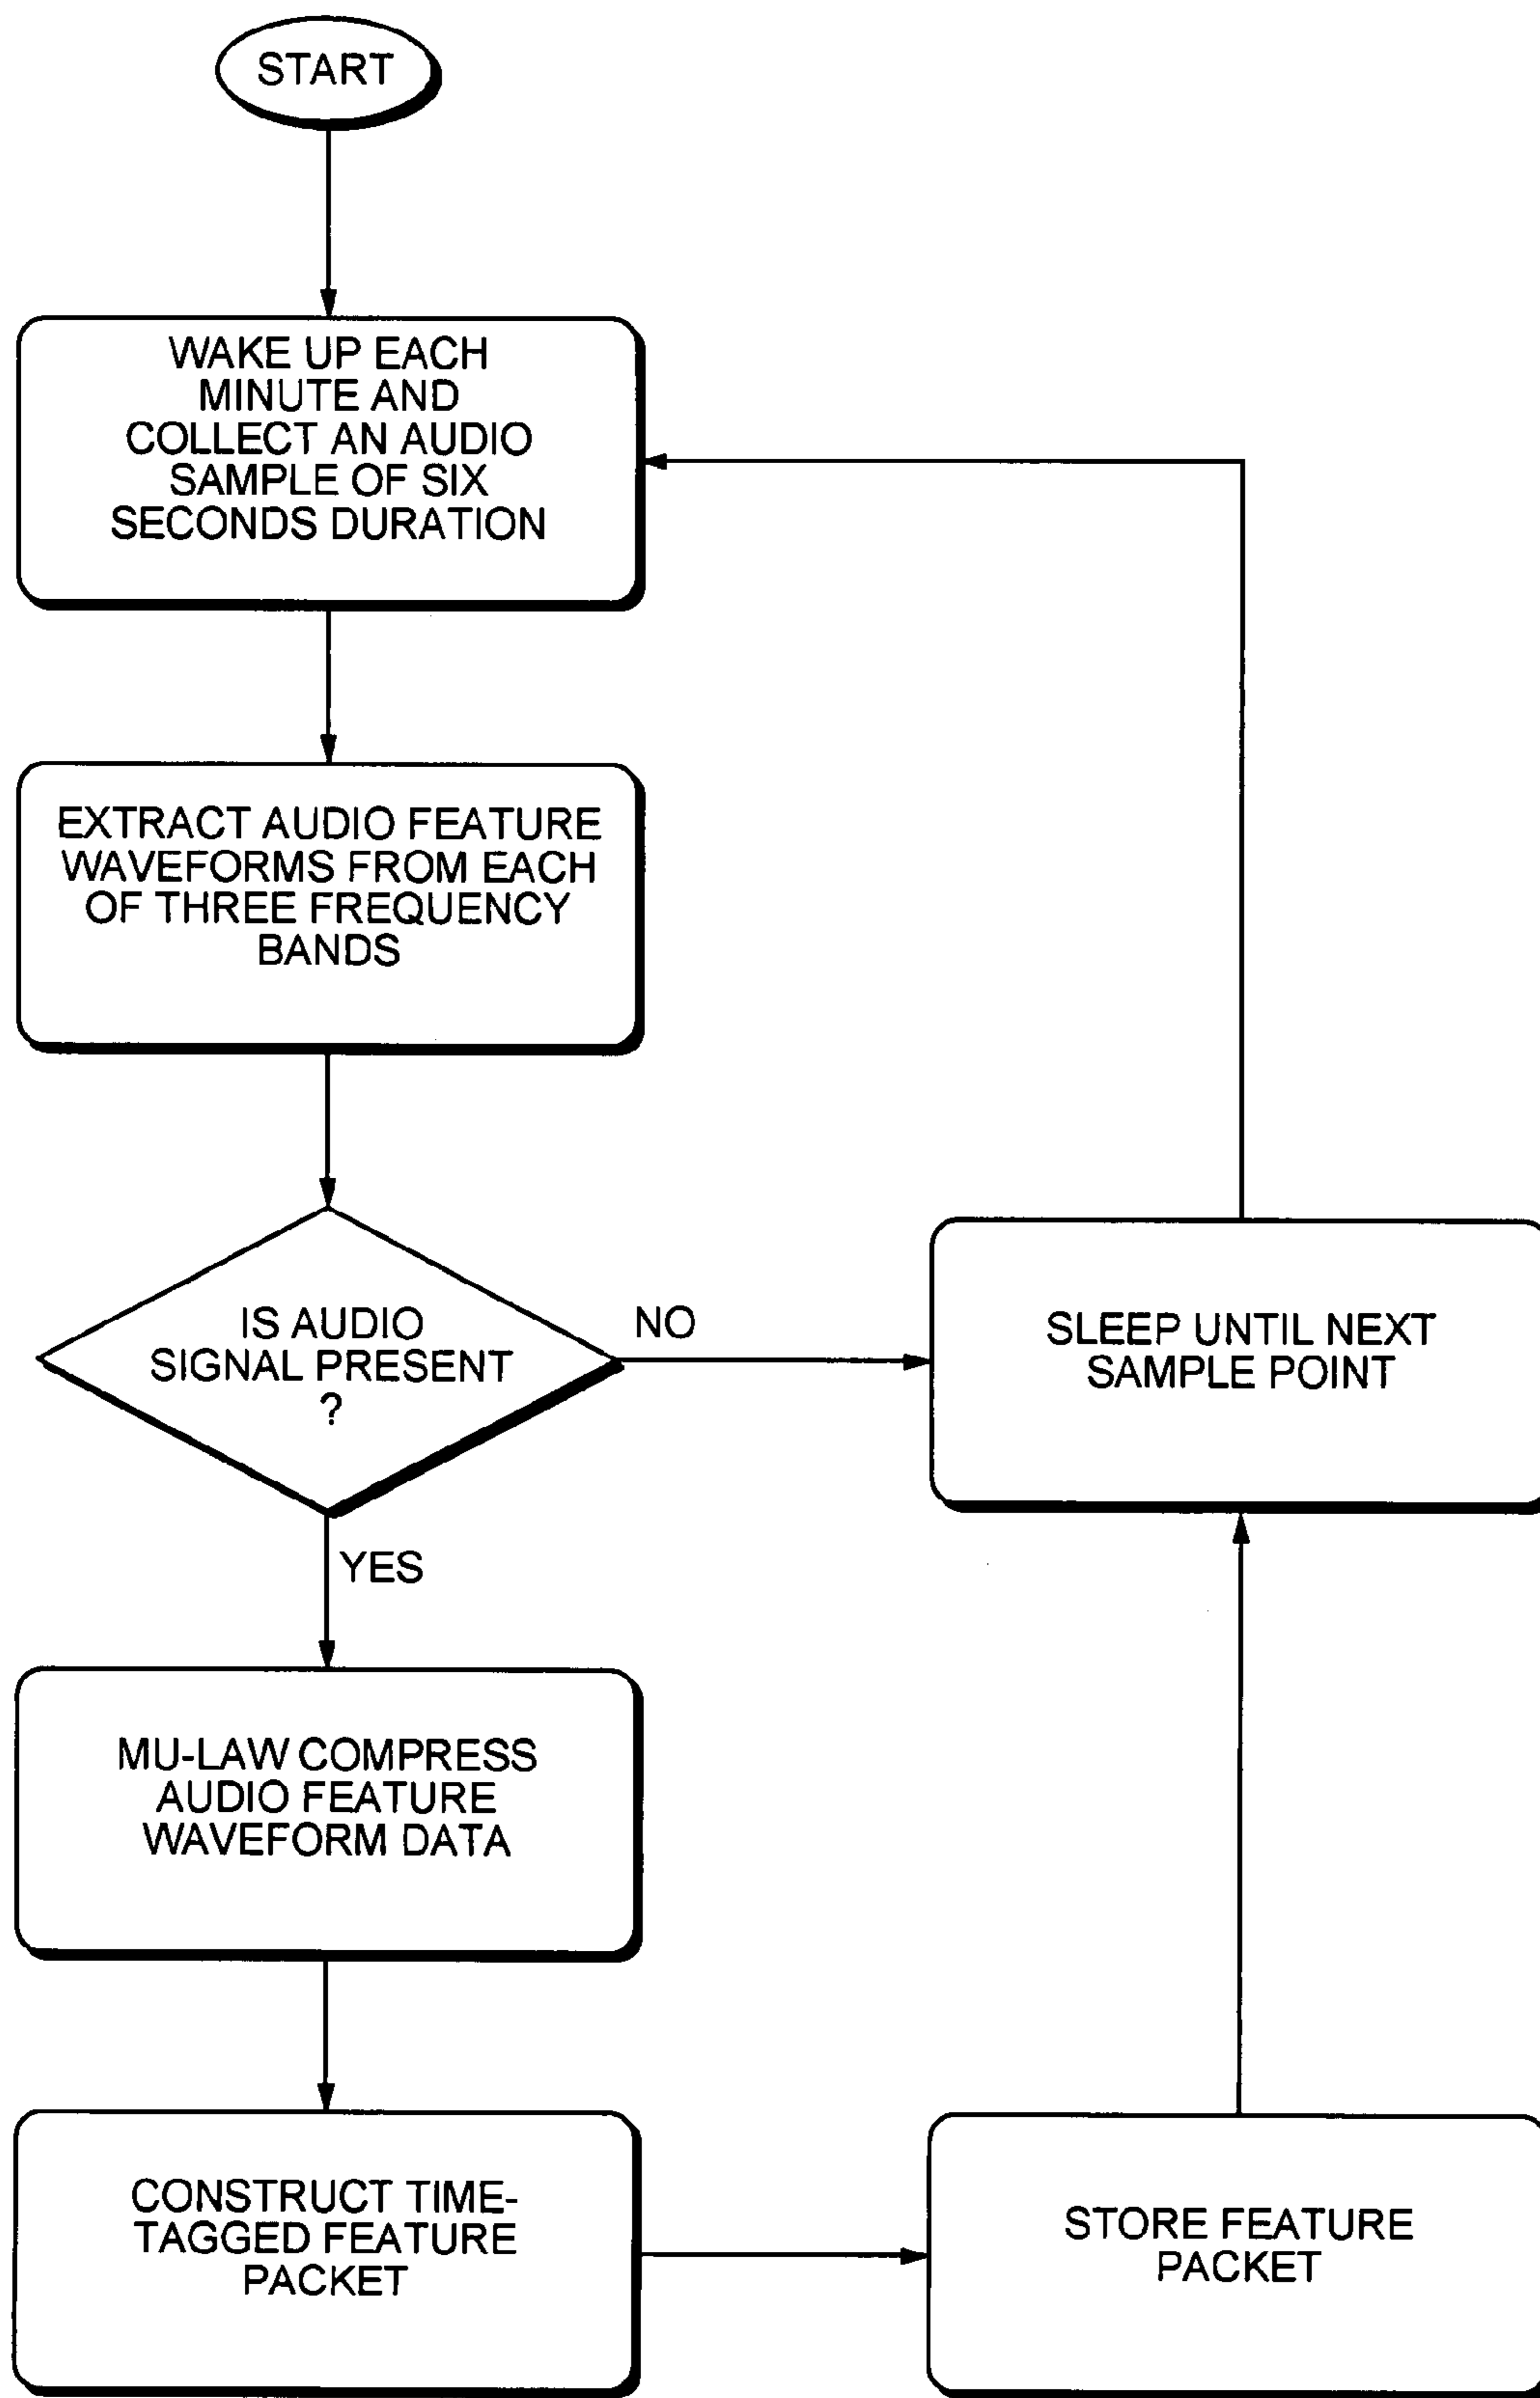 START
WAKE UP EACH
MINUTE AND
COLLECT AN AUDIO
SAMPLE OF SIX
SECONDS DURATION
EXTRACT AUDIO FEATURE
WAVEFORMS FROM EACH
OF THREE FREQUENCY
BANDS
IS AUDIO
SIGNAL PRESENT
?
NO
SLEEP UNTIL NEXT
SAMPLE POINT
YES
MU-LAW COMPRESS
AUDIO FEATURE
WAVEFORM DATA
CONSTRUCT TIME-
TAGGED FEATURE
PACKET
STORE FEATURE
PACKET